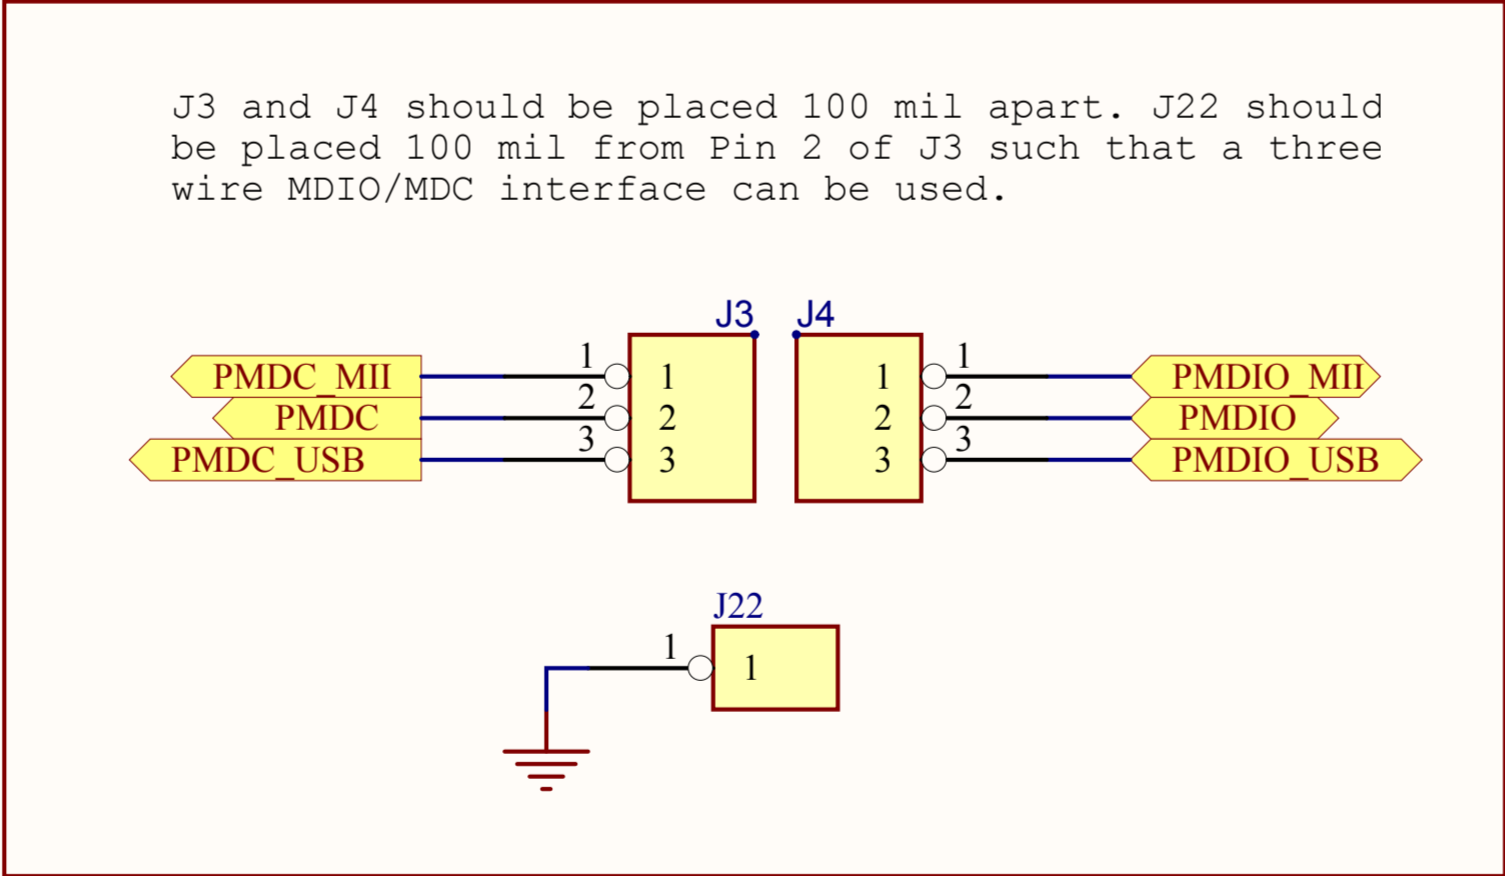 J3 and J4 should be placed 100 mil apart. J22 should
be placed 100 mil from Pin 2 of J3 such that a three
wire MDIO/MDC interface can be used.
J3 J4
PMDC_MII 1 1 1 1 PMDIO_MII
PMDC 2 2 2 2 PMDIO
PMDC_USB 3 3 3 3 PMDIO_USB
J22
1 1